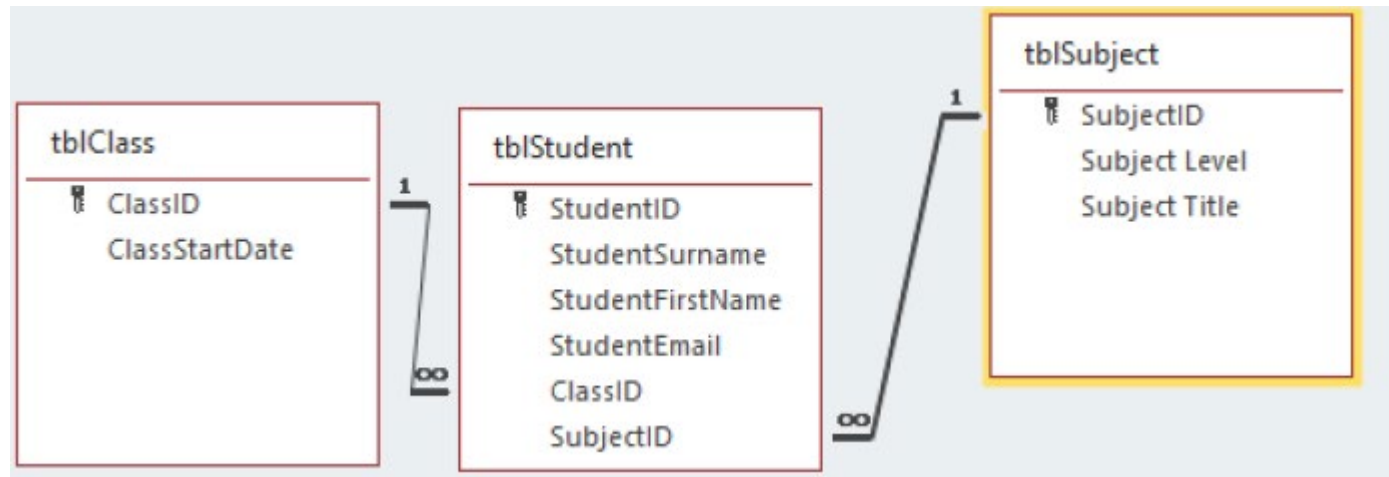 tblClass
ClassID
ClassStartDate
1
∞
tblStudent
StudentID
StudentSurname
StudentFirstName
StudentEmail
ClassID
SubjectID
1
∞
tblSubject
SubjectID
Subject Level
Subject Title